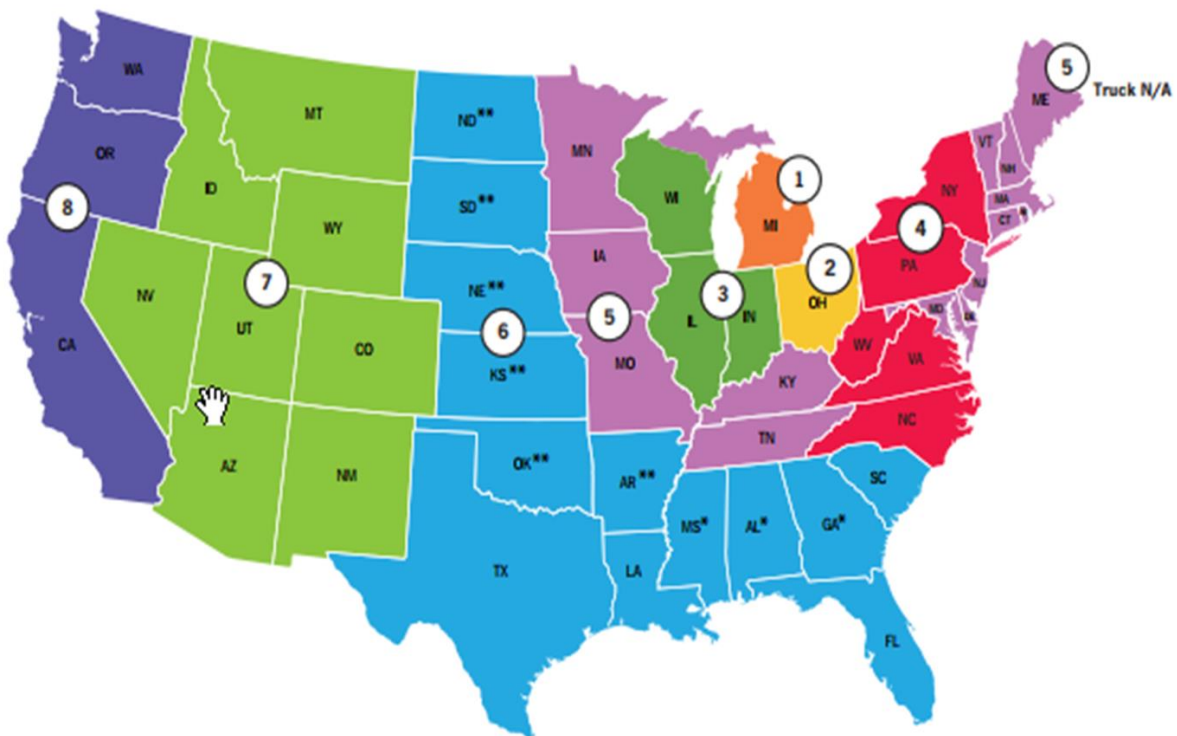 5
Truck N/A
WA
ME
MT
ND**
VT
MN
OR
NH
1
ID
SD**
WI
NY
MA
8
WY
MI
CT
*
4
IA
2
PA
7
NE**
3
NJ
NV
OH
MD
UT
6
5
IL
IN
CA
CO
WV
VA
MO
KS**
KY
NC
TN
AZ
OK**
NM
AR**
SC
MS*
AL*
GA*
TX
LA
FL